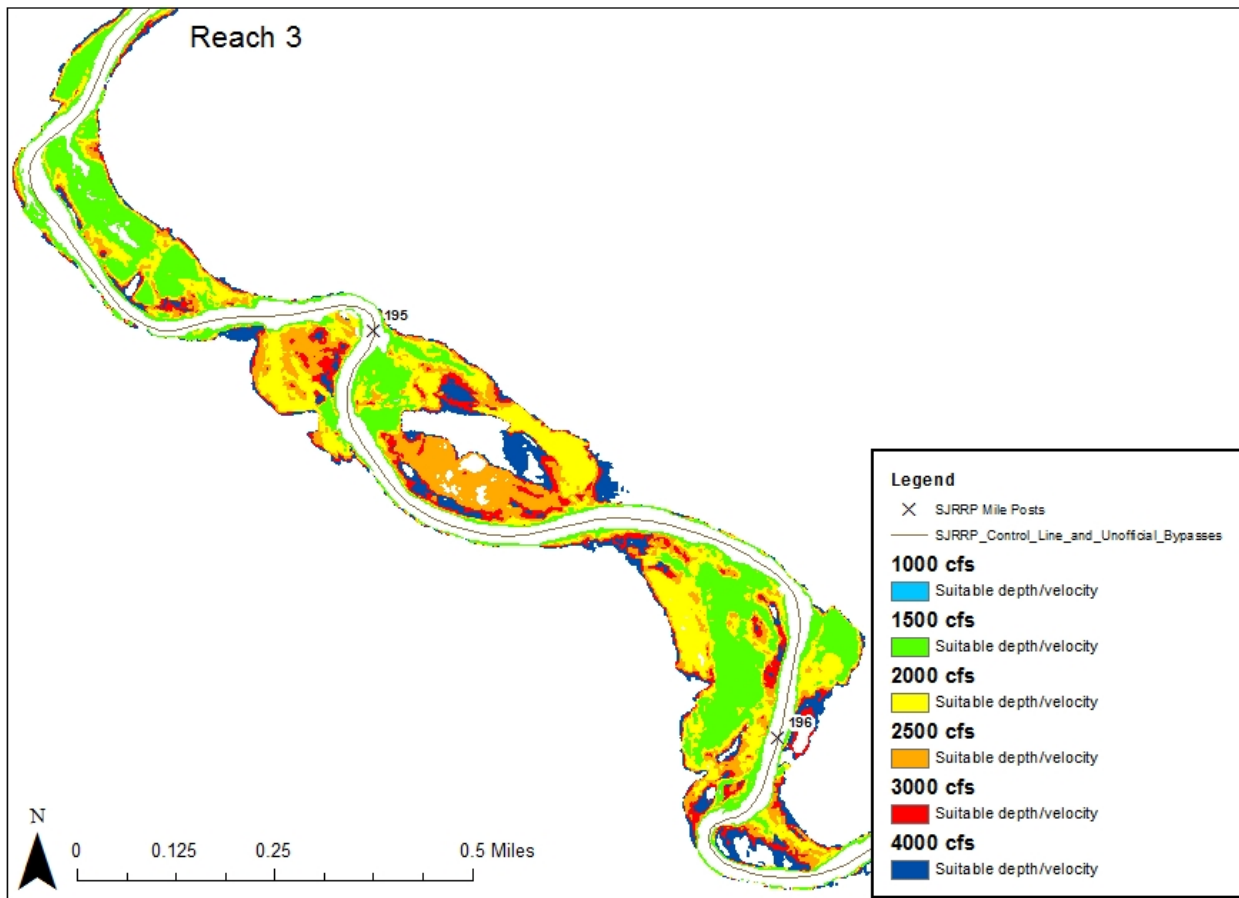 Reach 3
195
196
N
0 0.125 0.25 0.5 Miles
Legend
SJRRP Mile Posts
SJRRP_Control_Line_and_Unofficial_Bypasses
1000 cfs
Suitable depth/velocity
1500 cfs
Suitable depth/velocity
2000 cfs
Suitable depth/velocity
2500 cfs
Suitable depth/velocity
3000 cfs
Suitable depth/velocity
4000 cfs
Suitable depth/velocity